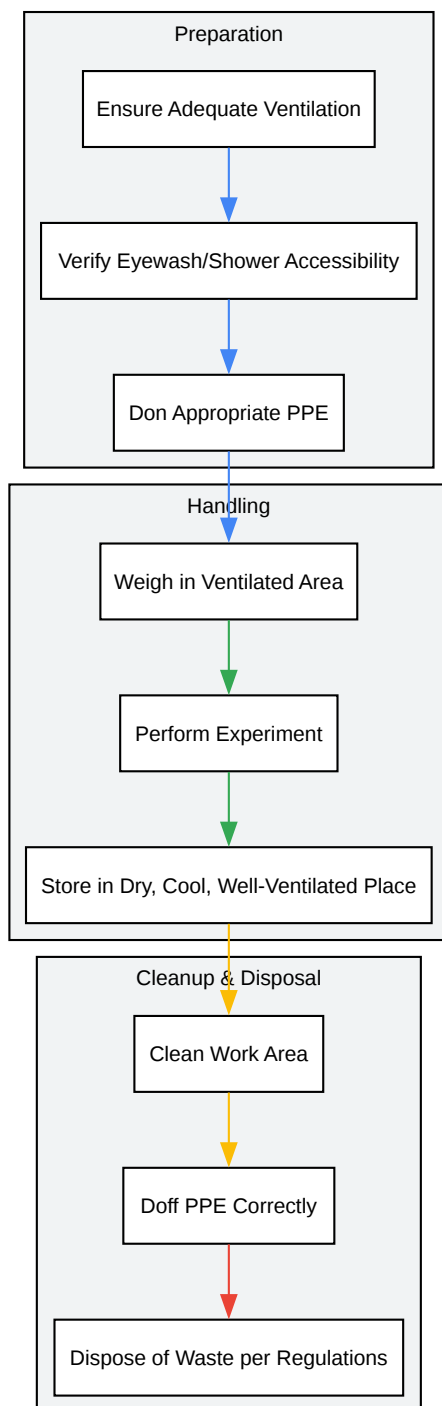 Preparation
Ensure Adequate Ventilation
Verify Eyewash/Shower Accessibility
Don Appropriate PPE
Handling
Weigh in Ventilated Area
Perform Experiment
Store in Dry, Cool, Well-Ventilated Place
Cleanup & Disposal
Clean Work Area
Doff PPE Correctly
Dispose of Waste per Regulations